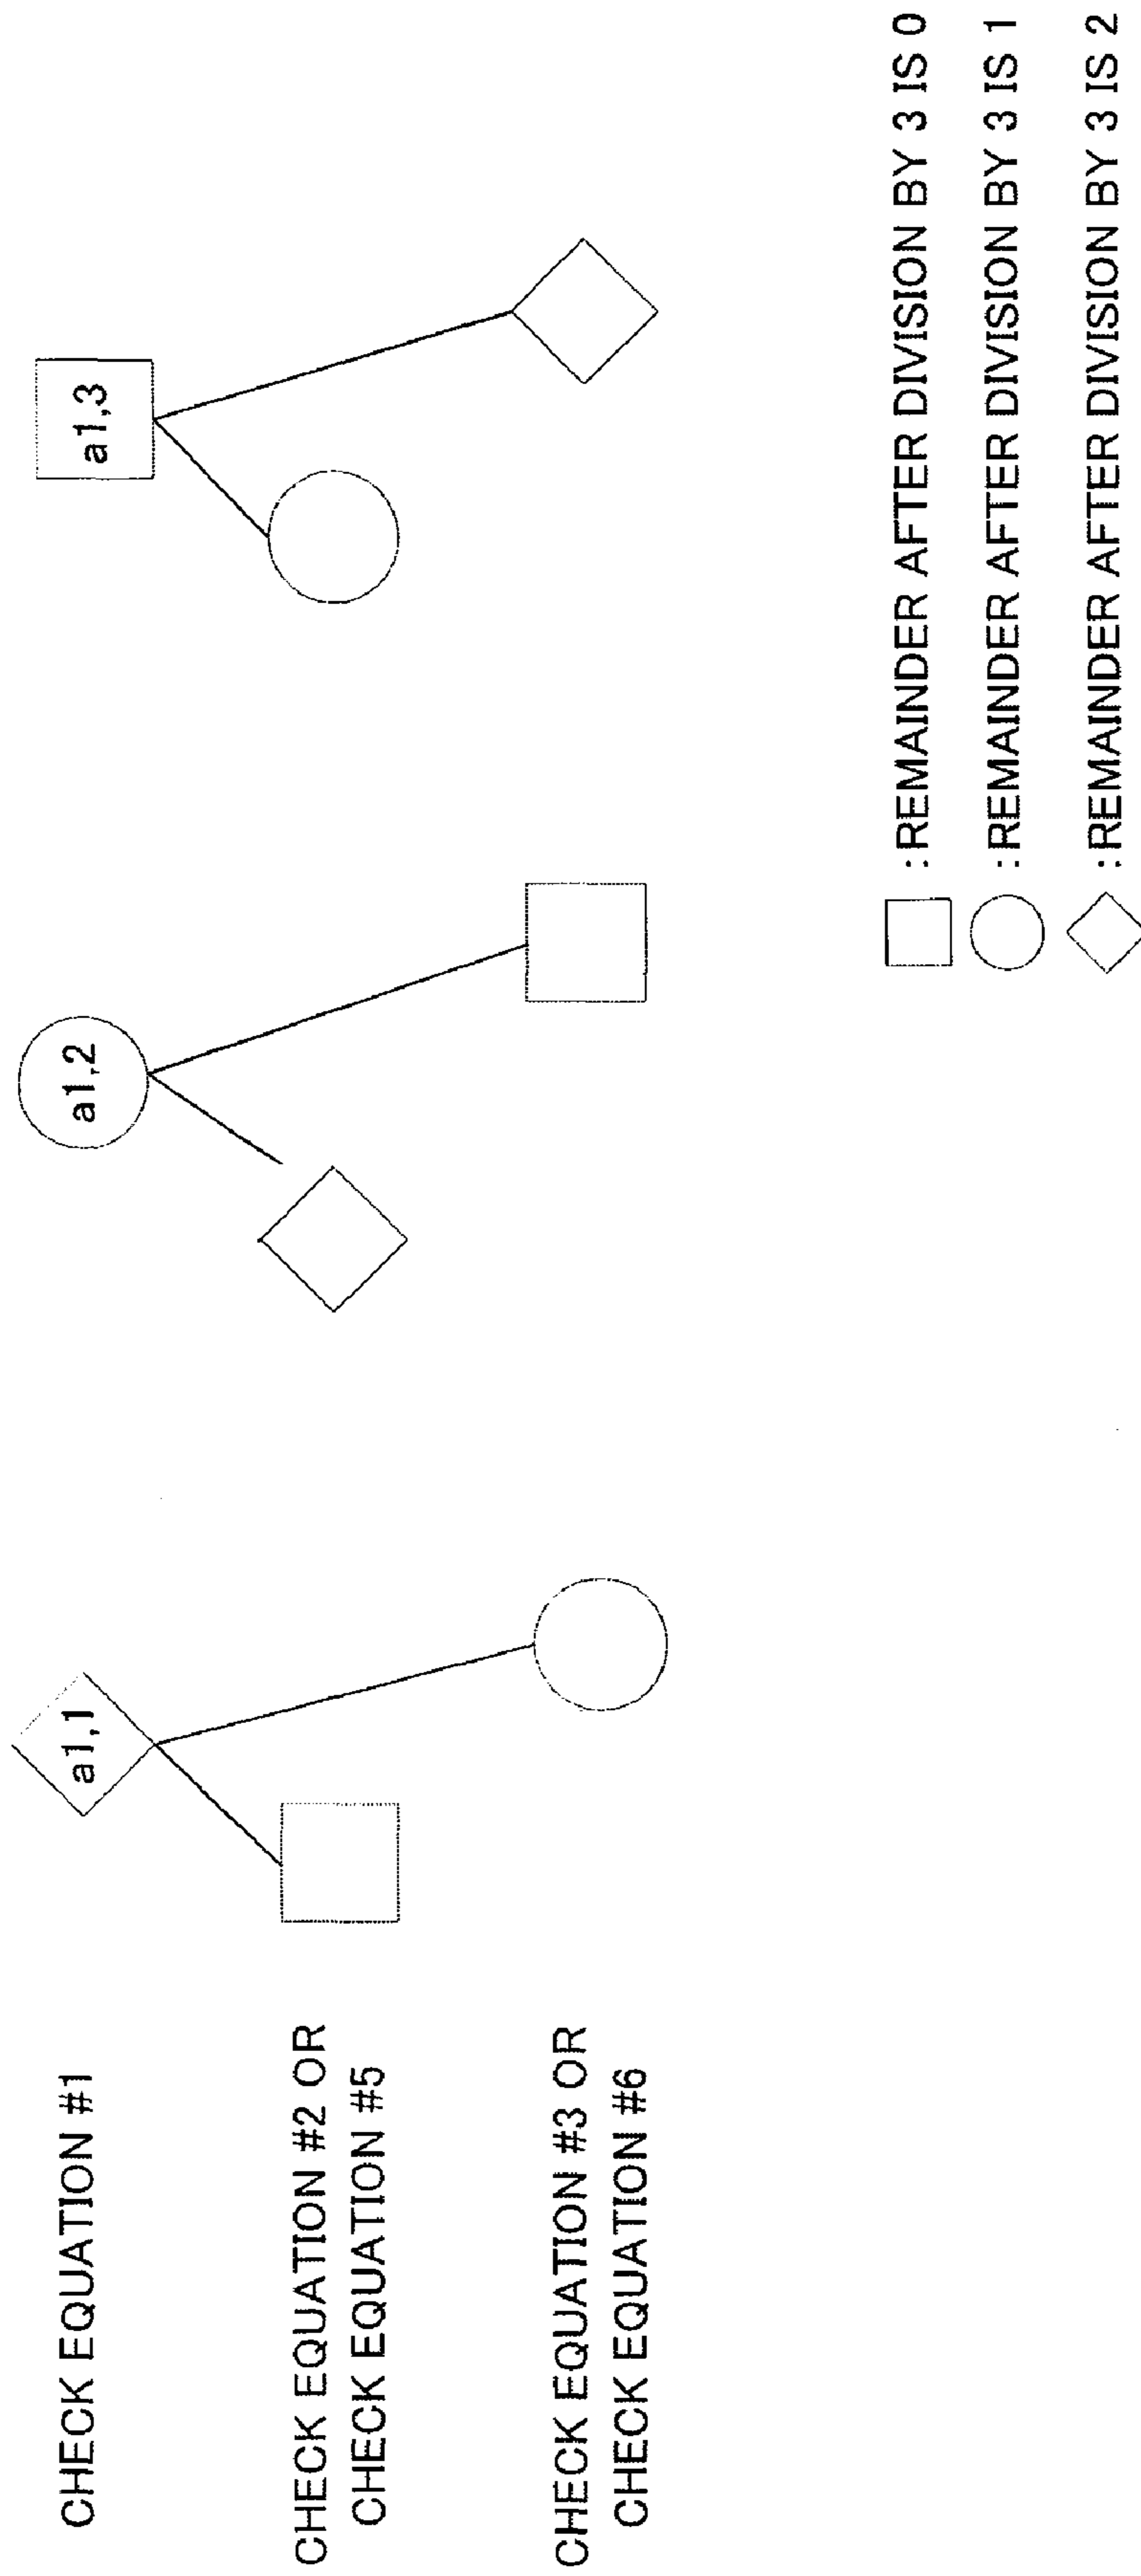 CHECK EQUATION #1
a1,1
a1,2
a1,3
CHECK EQUATION #2 OR
CHECK EQUATION #5
CHECK EQUATION #3 OR
CHECK EQUATION #6
:REMAINDER AFTER DIVISION BY 3 IS 0
:REMAINDER AFTER DIVISION BY 3 IS 1
:REMAINDER AFTER DIVISION BY 3 IS 2